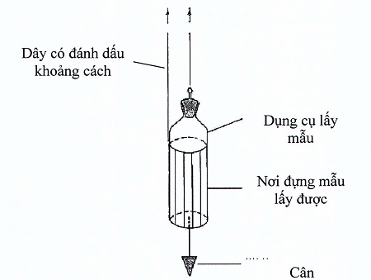 Dây có đánh dấu
khoảng cách
Dụng cụ lấy
mẫu
Nơi đựng mẫu
lấy được
Cân